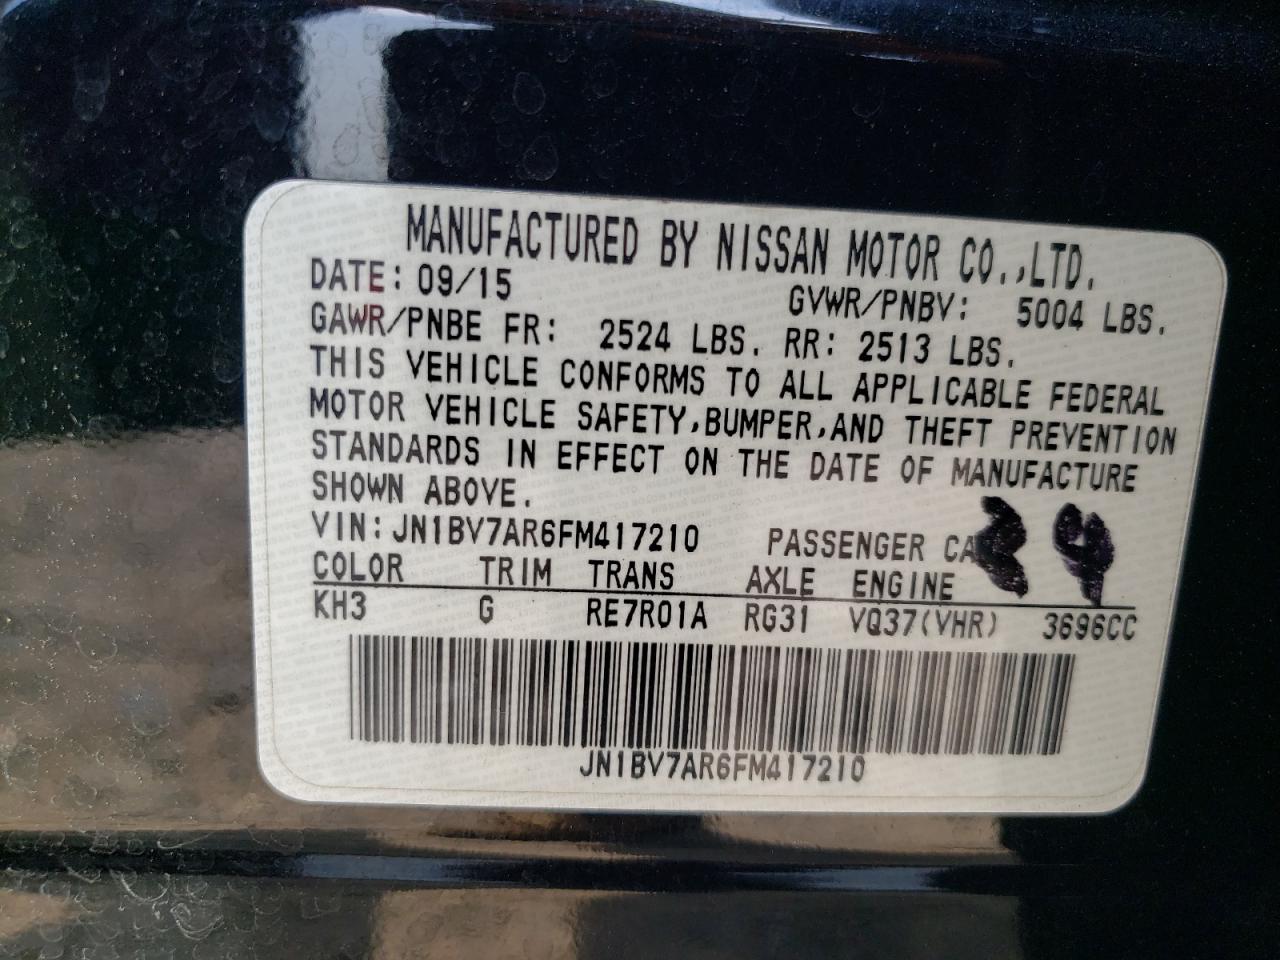 MANUFACTURED BY NISSAN MOTOR CO.,LTD.
DATE: 09/15 GVWR/PNBV: 5004 LBS.
GAWR/PNBE FR: 2524 LBS. RR: 2513 LBS.
THIS VEHICLE CONFORMS TO ALL APPLICABLE FEDERAL
MOTOR VEHICLE SAFETY,BUMPER,AND THEFT PREVENTION
STANDARDS IN EFFECT ON THE DATE OF MANUFACTURE
SHOWN ABOVE.
VIN: JN1BV7AR6FM417210 PASSENGER CA 24
COLOR TRIM TRANS AXLE ENGINE
KH3 G RE7R01A RG31 VQ37(VHR) 3696CC
JN1BV7AR6FM417210